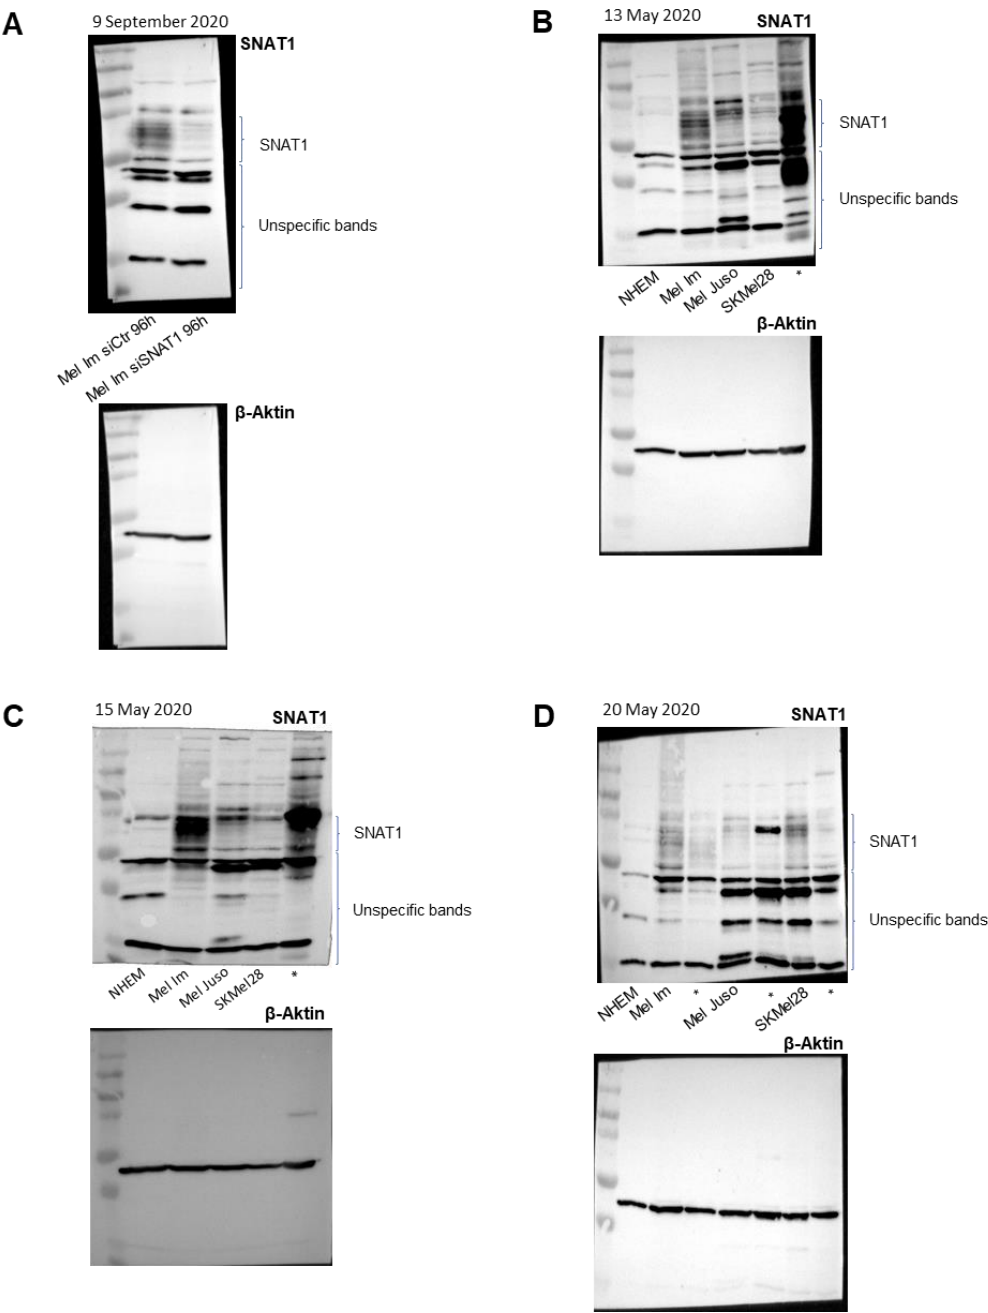 A
9 September 2020
SNAT1
SNAT1
Unspecific bands
Mel Im siCtr 96h
Mel Im siSNAT1 96h
β-Aktin
B
13 May 2020
SNAT1
SNAT1
Unspecific bands
NHEM
Mel Im
Mel Juso
SKMel28
*
β-Aktin
C
15 May 2020
SNAT1
SNAT1
Unspecific bands
NHEM
Mel Im
Mel Juso
SKMel28
*
β-Aktin
D
20 May 2020
SNAT1
SNAT1
Unspecific bands
NHEM
Mel Im
*
Mel Juso
*
SKMel28
*
β-Aktin